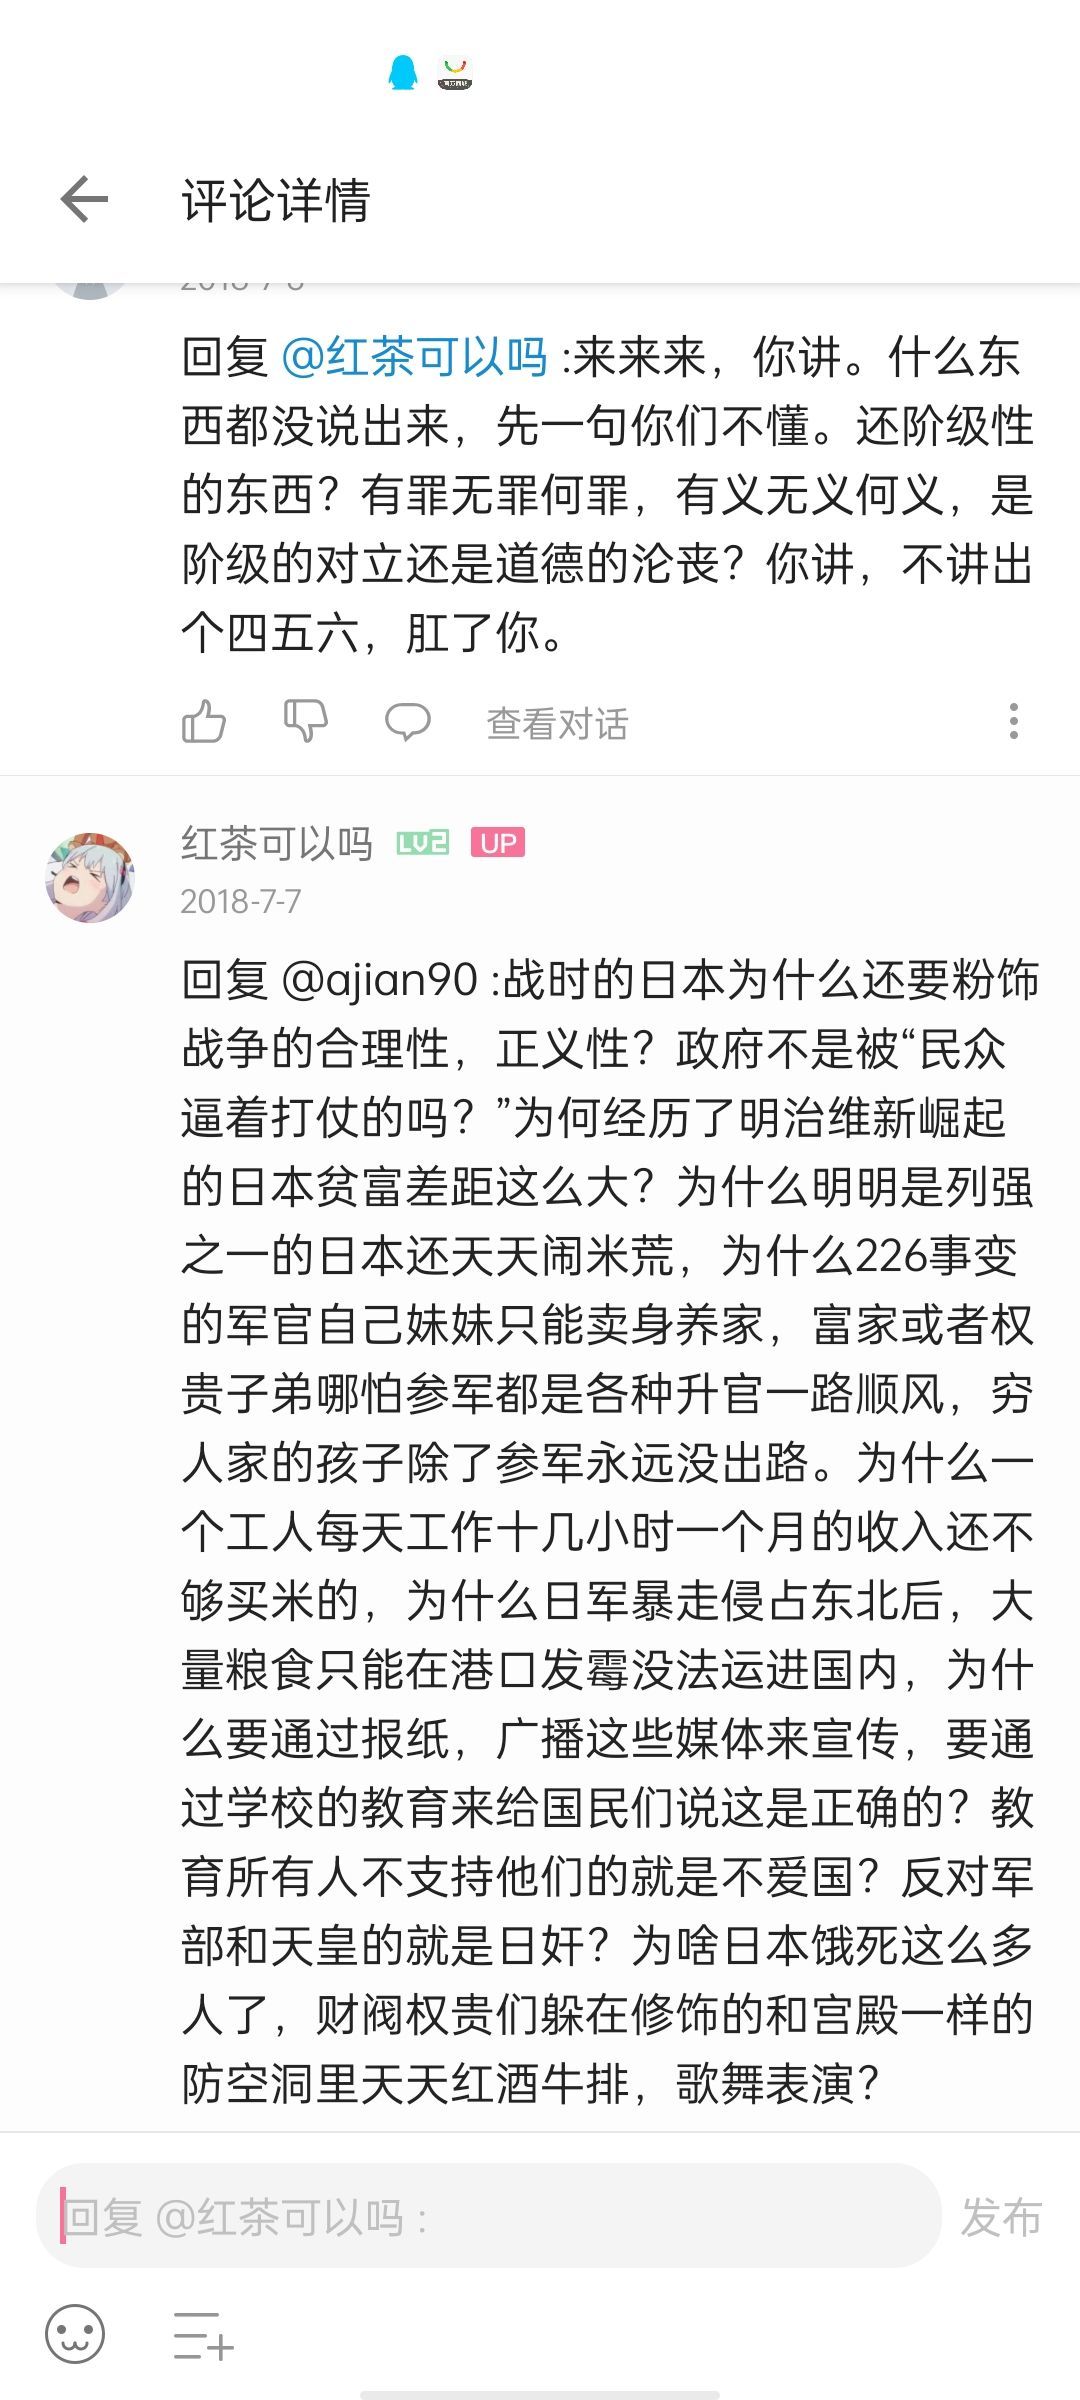 评论详情
回复 @红茶可以吗 :来来来，你讲。什么东
西都没说出来，先一句你们不懂。还阶级性
的东西？有罪无罪何罪，有义无义何义，是
阶级的对立还是道德的沦丧？你讲，不讲出
个四五六，肛了你。
查看对话
红茶可以吗 LV2 UP
2018-7-7
回复 @ajian90 :战时的日本为什么还要粉饰
战争的合理性，正义性？政府不是被“民众
逼着打仗的吗？”为何经历了明治维新崛起
的日本贫富差距这么大？为什么明明是列强
之一的日本还天天闹米荒，为什么226事变
的军官自己妹妹只能卖身养家，富家或者权
贵子弟哪怕参军都是各种升官一路顺风，穷
人家的孩子除了参军永远没出路。为什么一
个工人每天工作十几小时一个月的收入还不
够买米的，为什么日军暴走侵占东北后，大
量粮食只能在港口发霉没法运进国内，为什
么要通过报纸，广播这些媒体来宣传，要通
过学校的教育来给国民们说这是正确的？教
育所有人不支持他们的就是不爱国？反对军
部和天皇的就是日奸？为啥日本饿死这么多
人了，财阀权贵们躲在修饰的和宫殿一样的
防空洞里天天红酒牛排，歌舞表演？
回复 @红茶可以吗 :
发布